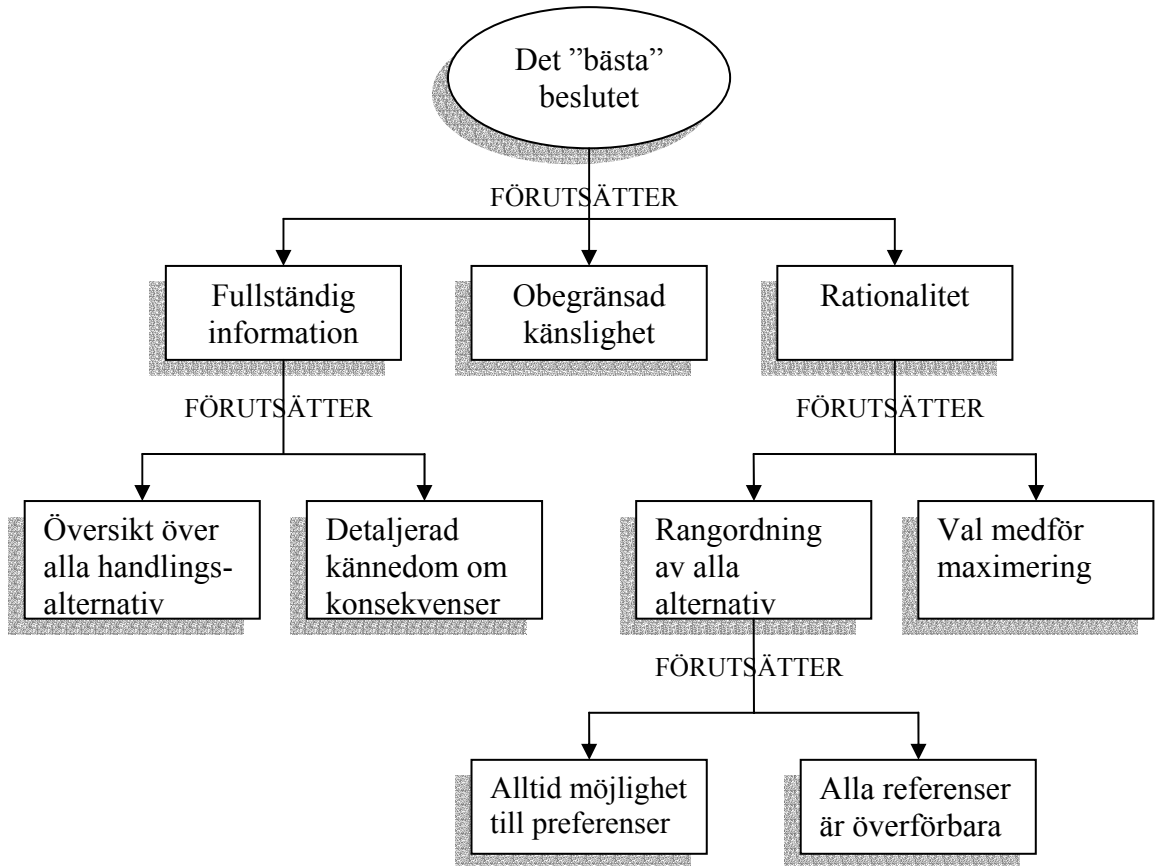 Det ”bästa”
beslutet
FÖRUTSÄTTER
Fullständig
information
Obegränsad
känslighet
Rationalitet
FÖRUTSÄTTER
FÖRUTSÄTTER
Översikt över
alla handlings-
alternativ
Detaljerad
kännedom om
konsekvenser
Rangordning
av alla
alternativ
Val medför
maximering
FÖRUTSÄTTER
Alltid möjlighet
till preferenser
Alla referenser
är överförbara